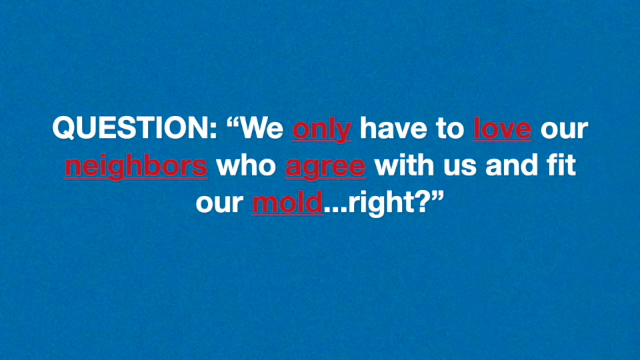 QUESTION: “We only have to love our
neighbors who agree with us and fit
our mold...right?”